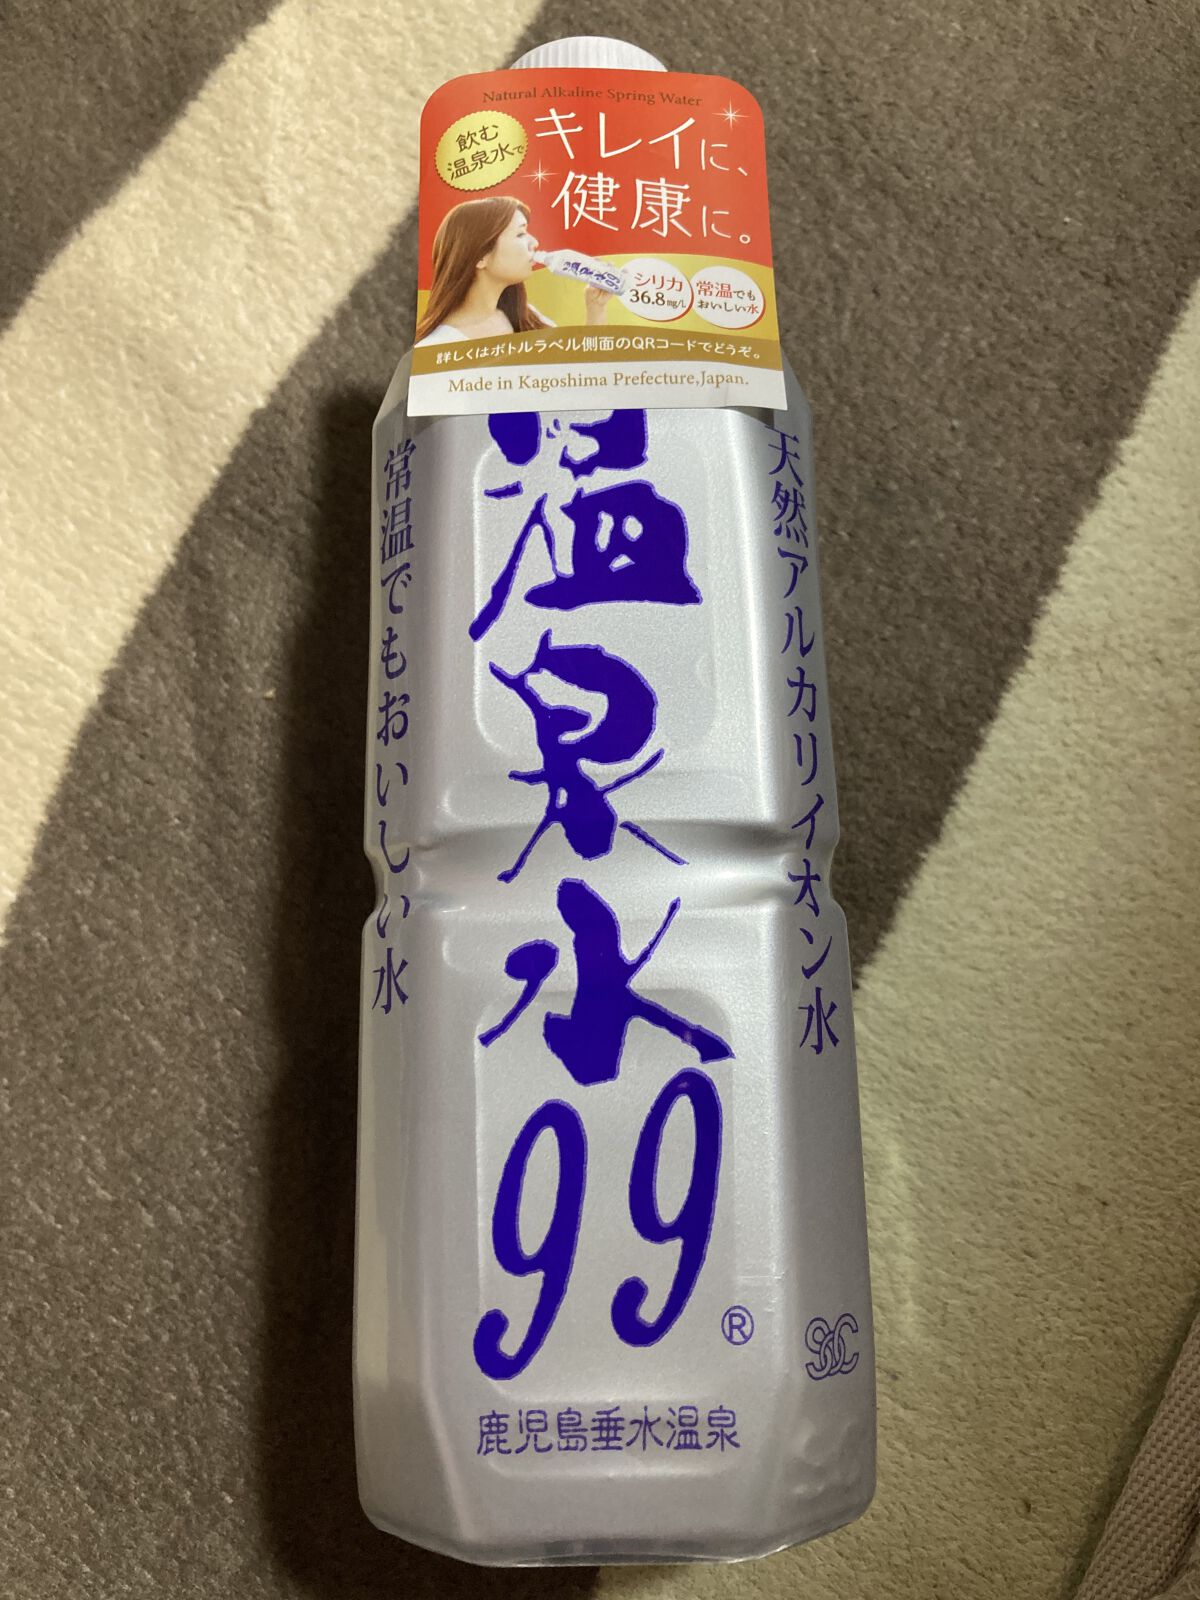 Natural Alkaline Spring Water
飲む
温泉水で
キレイに、
健康に。
シリカ
36.8mg/L
常温でも
おいしい水
詳しくはボトルラベル側面のQRコードでどうぞ。
Made in Kagoshima Prefecture,Japan.
天然アルカリイオン水
温泉水99
®
常温でもおいしい水
鹿児島垂水温泉